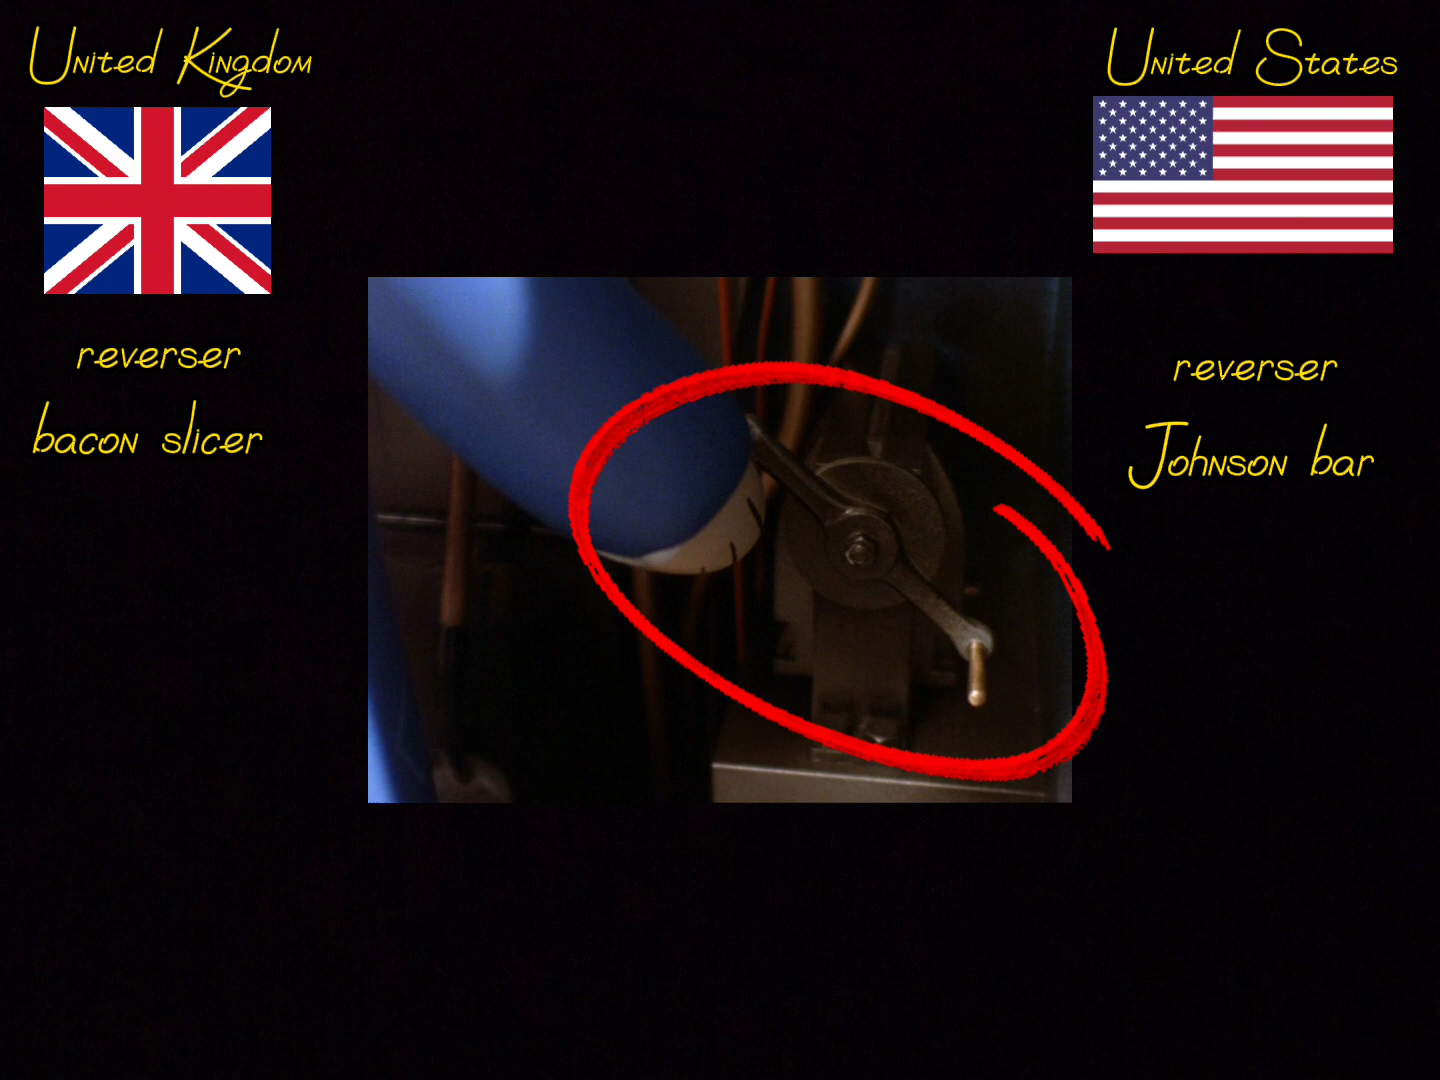 United Kingdom
reverser
bacon slicer
United States
reverser
Johnson bar